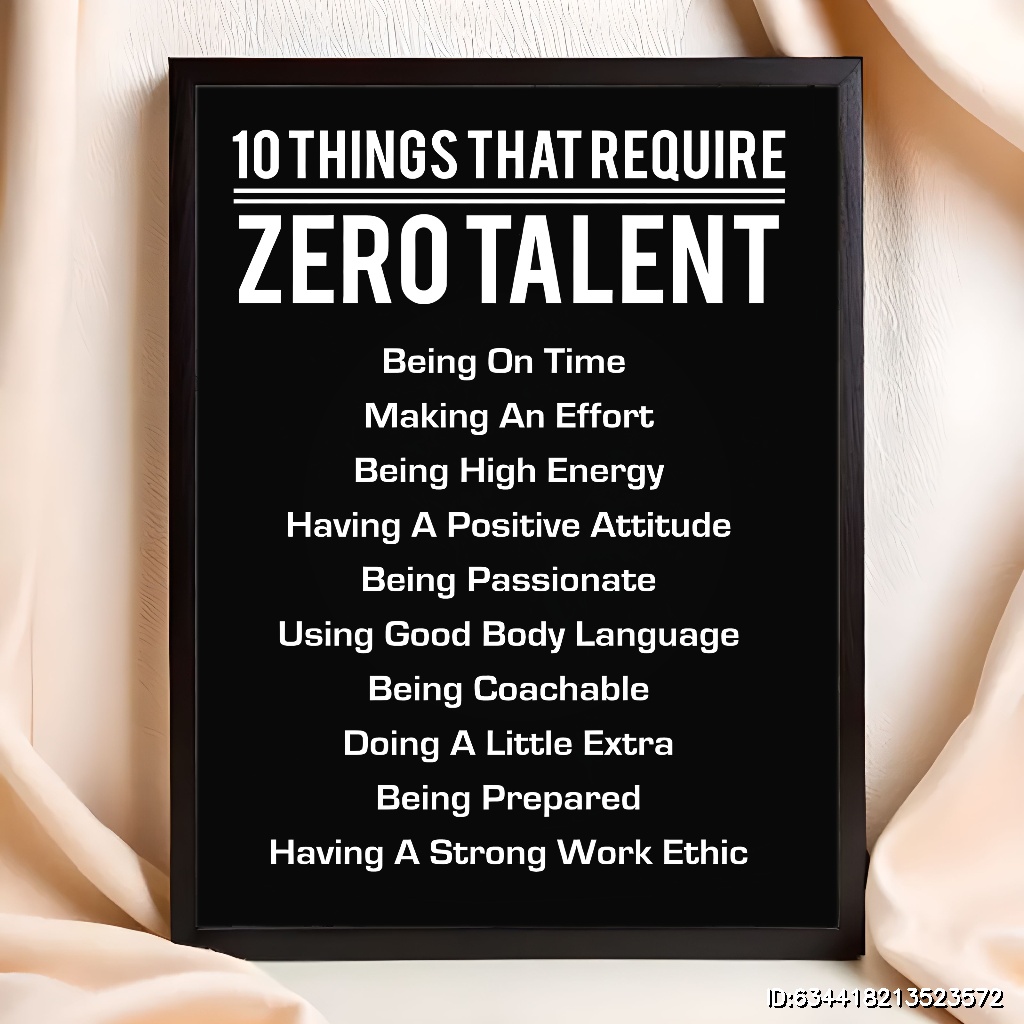 10 THINGS THAT REQUIRE
ZERO TALENT
Being On Time
Making An Effort
Being High Energy
Having A Positive Attitude
Being Passionate
Using Good Body Language
Being Coachable
Doing A Little Extra
Being Prepared
Having A Strong Work Ethic
ID:634418213523572